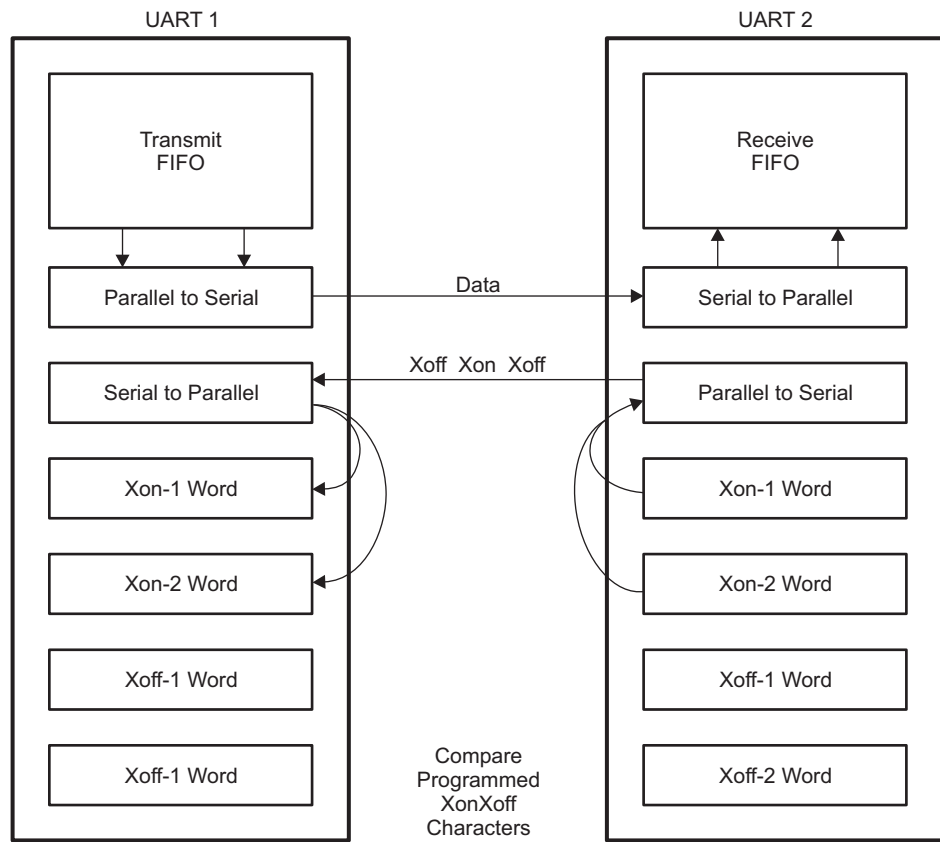 UART 1
UART 2
Transmit
FIFO
Receive
FIFO
Parallel to Serial
Data
Serial to Parallel
Serial to Parallel
Xoff Xon Xoff
Parallel to Serial
Xon-1 Word
Xon-1 Word
Xon-2 Word
Xon-2 Word
Xoff-1 Word
Xoff-1 Word
Xoff-1 Word
Compare
Programmed
XonXoff
Characters
Xoff-2 Word